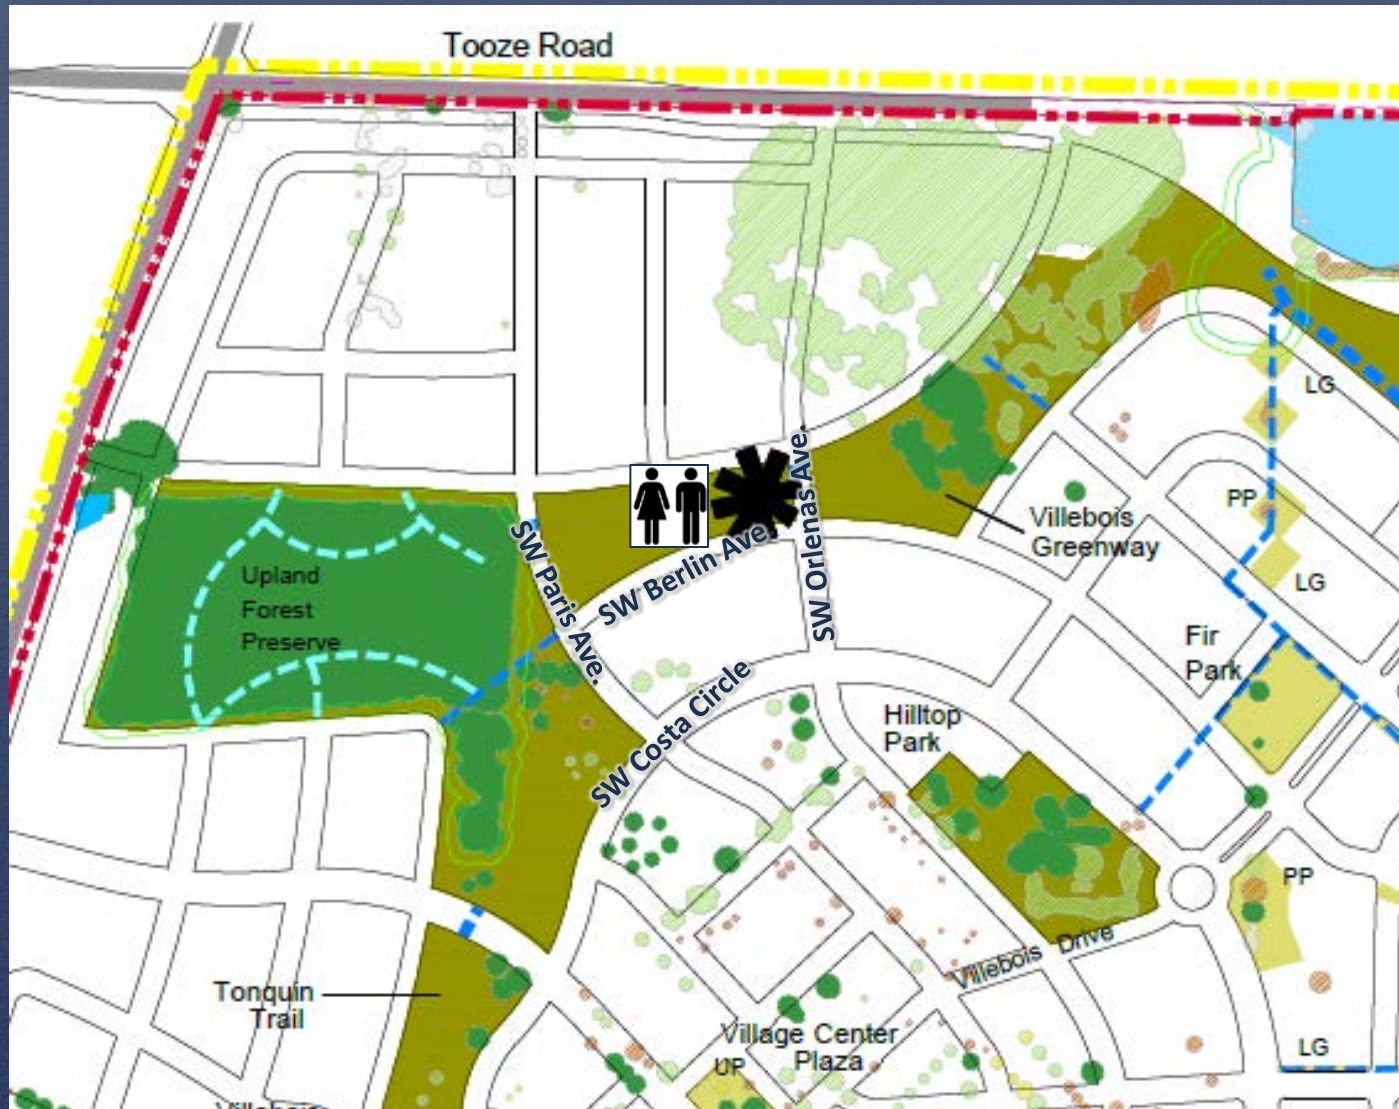 Tooze Road
LG
SW Orlenas Ave.
PP
Villebois
Greenway
SW Paris Ave.
SW Berlin Ave.
Upland
Forest
Preserve
LG
Fir
Park
SW Costa Circle
Hilltop
Park
PP
Villebois Drive
Tonquin
Trail
Village Center
Plaza
UP
LG